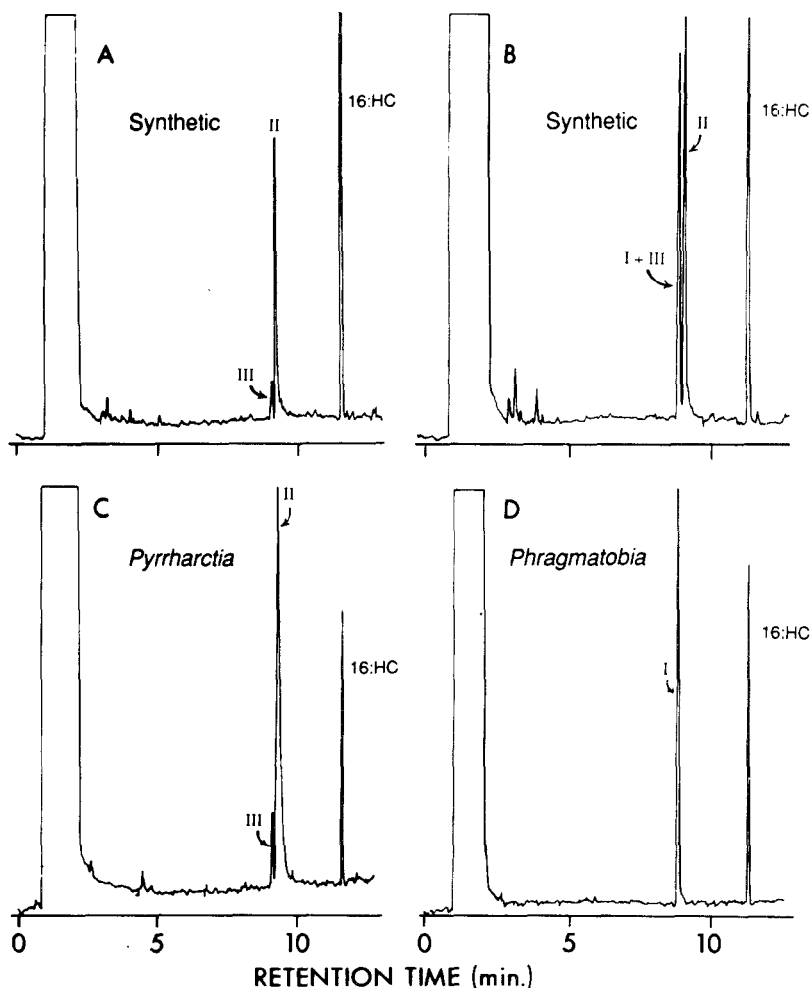 A
Synthetic
II
16:HC
III
B
Synthetic
II
16:HC
I + III
C
Pyrrharctia
II
16:HC
III
D
Phragmatobia
16:HC
I
0 5 10
0 5 10
RETENTION TIME (min.)